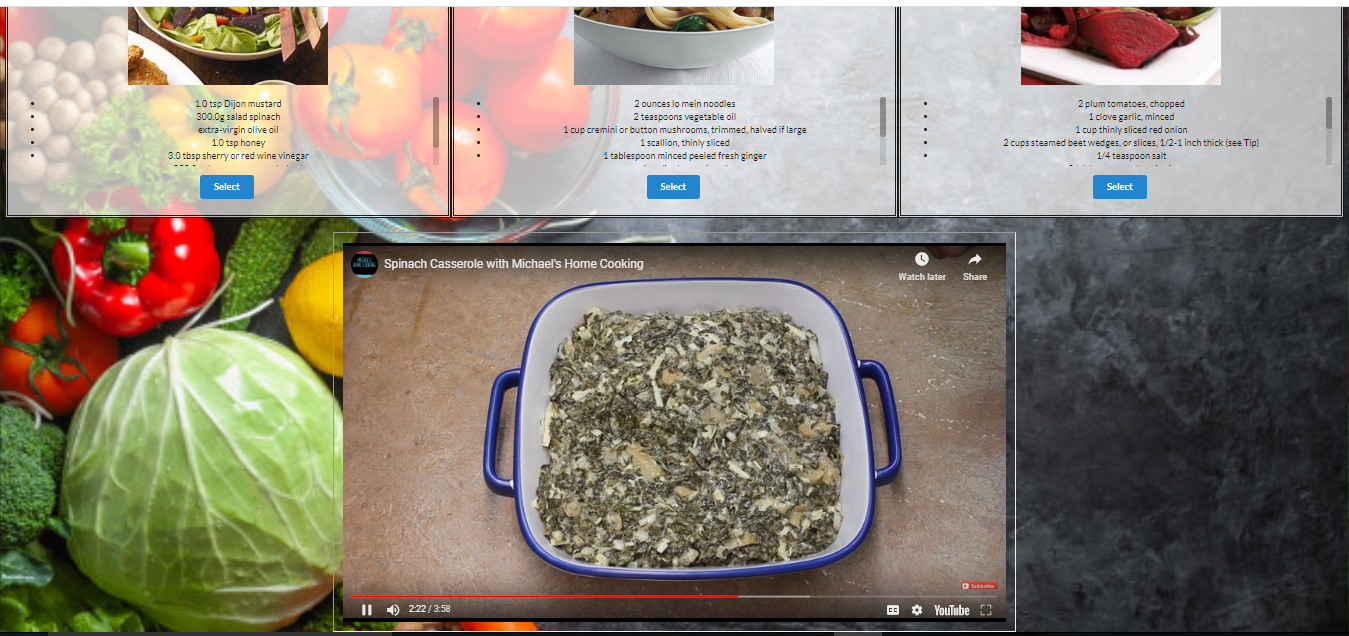 1.0 tsp Dijon mustard
300.0g salad spinach
extra-virgin olive oil
1.0 tsp honey
3.0 tbsp sherry or red wine vinegar
Select
2 ounces lo mein noodles
2 teaspoons vegetable oil
1 cup cremini or button mushrooms, trimmed, halved if large
1 scallion, thinly sliced
1 tablespoon minced peeled fresh ginger
Select
2 plum tomatoes, chopped
1 clove garlic, minced
1 cup thinly sliced red onion
2 cups steamed beet wedges, or slices, 1/2-1 inch thick (see Tip)
1/4 teaspoon salt
Select
MICHAEL'S
HOME COOKING
Spinach Casserole with Michael's Home Cooking
Watch later
Share
Subscribe
2:22 / 3:58
CC
YouTube